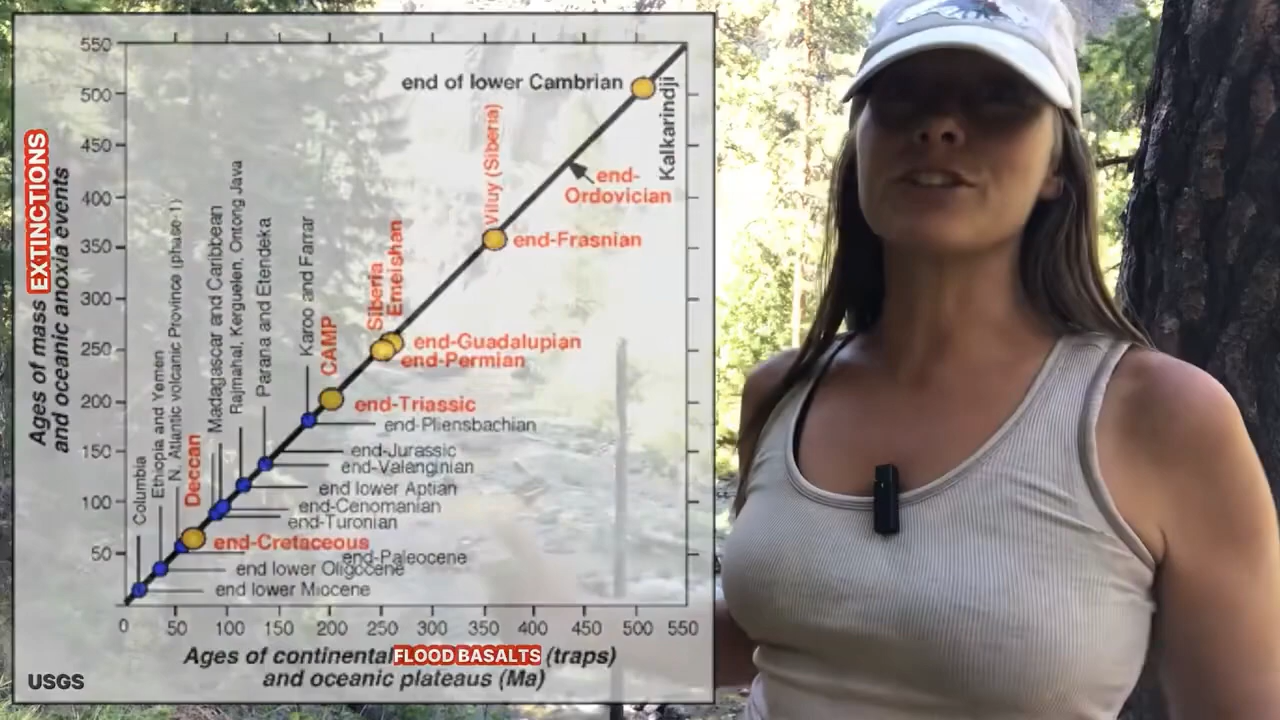 550
500
450
400
350
300
250
200
150
100
50
0
50
100
150
200
250
300
350
400
450
500
550
Ages of mass EXTINCTIONS
and oceanic anoxia events
Ages of continental FLOOD BASALTS (traps)
and oceanic plateaus (Ma)
end of lower Cambrian
Kalkarindji
end-
Ordovician
Viluy (Siberia)
end-Frasnian
Siberia
Emeishan
end-Guadalupian
end-Permian
CAMP
end-Triassic
Karoo and Farrar
end-Pliensbachian
Parana and Etendeka
end-Jurassic
end-Valanginian
Rajmahal, Kerguelen, Ontong Java
end lower Aptian
Madagascar and Caribbean
end-Cenomanian
end-Turonian
Deccan
end-Cretaceous
N. Atlantic volcanic Province (phase-1)
end-Paleocene
Ethiopia and Yemen
end lower Oligocene
Columbia
end lower Miocene
USGS